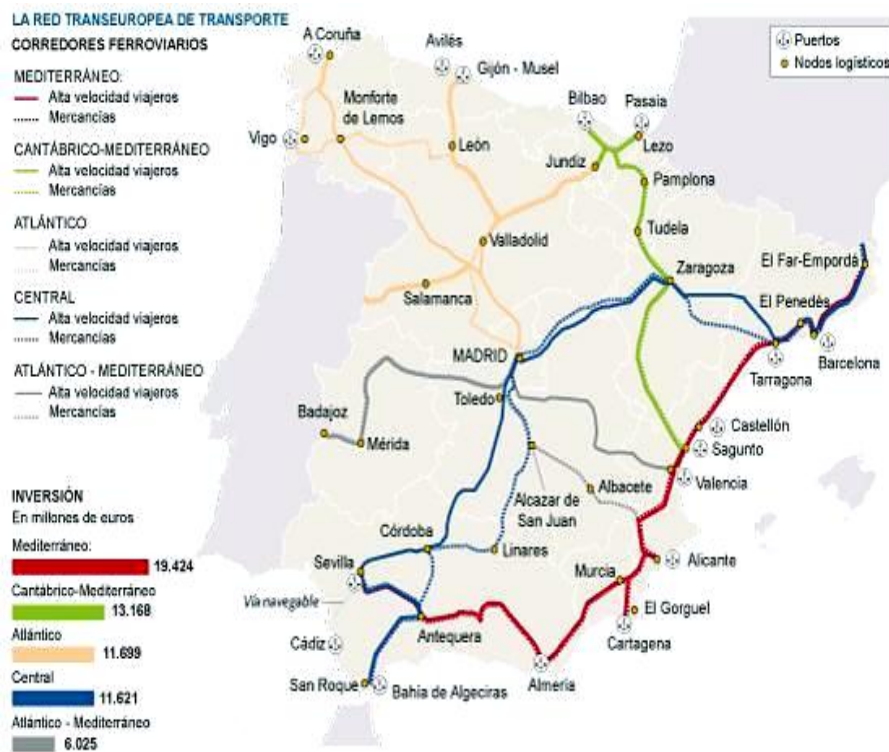 LA RED TRANSEUROPEA DE TRANSPORTE
CORREDORES FERROVIARIOS
MEDITERRÁNEO:
Alta velocidad viajeros
Mercancías
CANTÁBRICO-MEDITERRÁNEO
Alta velocidad viajeros
Mercancías
ATLÁNTICO
Alta velocidad viajeros
Mercancías
CENTRAL
Alta velocidad viajeros
Mercancías
ATLÁNTICO - MEDITERRÁNEO
Alta velocidad viajeros
Mercancías
INVERSIÓN
En millones de euros
Mediterráneo:
19.424
Cantábrico-Mediterráneo
13.168
Atlántico
11.699
Central
11.621
Atlántico - Mediterráneo
6.025
Puertos
Nodos logísticos
A Coruña
Avilés
Gijón - Musel
Bilbao
Pasaia
Monforte
de Lemos
Vigo
León
Lezo
Jundiz
Pamplona
Tudela
Valladolid
Zaragoza
El Far-Empordá
Salamanca
El Penedès
MADRID
Barcelona
Tarragona
Toledo
Badajoz
Castellón
Mérida
Sagunto
Valencia
Albacete
Alcazar de
San Juan
Córdoba
Linares
Sevilla
Alicante
Murcia
Vía navegable
El Gorguel
Antequera
Cartagena
Cádiz
San Roque
Bahía de Algeciras
Almería